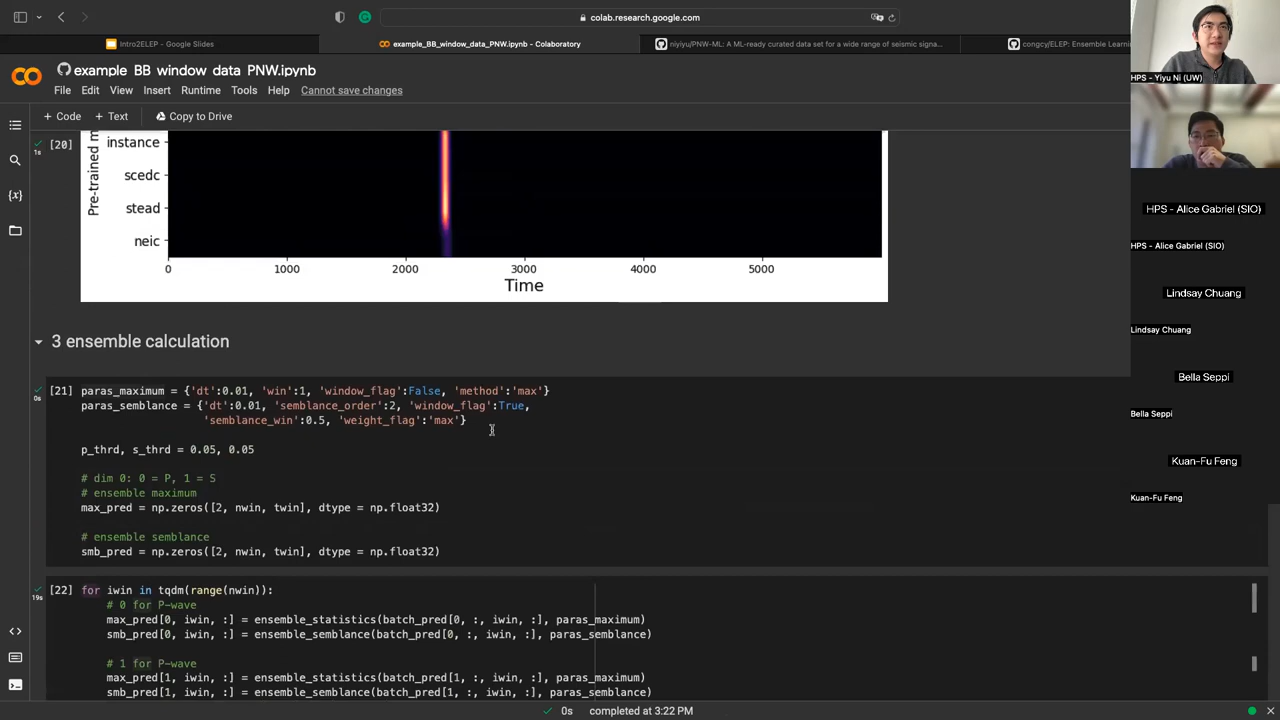 colab.research.google.com
Intro2ELEP - Google Slides
example_BB_window_data_PNW.ipynb - Colaboratory
niyiyu/PNW-ML: A ML-ready curated data set for a wide range of seismic signa...
congcy/ELEP: Ensemble Learni
example BB window data PNW.ipynb
File Edit View Insert Runtime Tools Help Cannot save changes
+ Code + Text Copy to Drive
[20]
1s
Pre-trained m
instance
scedc
stead
neic
0 1000 2000 3000 4000 5000
Time
3 ensemble calculation
[21]
0s
paras_maximum = {'dt':0.01, 'win':1, 'window_flag':False, 'method':'max'}
paras_semblance = {'dt':0.01, 'semblance_order':2, 'window_flag':True,
'semblance_win':0.5, 'weight_flag':'max'}
p_thrd, s_thrd = 0.05, 0.05
# dim 0: 0 = P, 1 = S
# ensemble maximum
max_pred = np.zeros([2, nwin, twin], dtype = np.float32)
# ensemble semblance
smb_pred = np.zeros([2, nwin, twin], dtype = np.float32)
[22]
19s
for iwin in tqdm(range(nwin)):
# 0 for P-wave
max_pred[0, iwin, :] = ensemble_statistics(batch_pred[0, :, iwin, :], paras_maximum)
smb_pred[0, iwin, :] = ensemble_semblance(batch_pred[0, :, iwin, :], paras_semblance)
# 1 for P-wave
max_pred[1, iwin, :] = ensemble_statistics(batch_pred[1, :, iwin, :], paras_maximum)
smb_pred[1, iwin, :] = ensemble_semblance(batch_pred[1, :, iwin, :], paras_semblance)
0s completed at 3:22 PM
HPS - Yiyu Ni (UW)
HPS - Alice Gabriel (SIO)
HPS - Alice Gabriel (SIO)
Lindsay Chuang
Lindsay Chuang
Bella Seppi
Bella Seppi
Kuan-Fu Feng
Kuan-Fu Feng